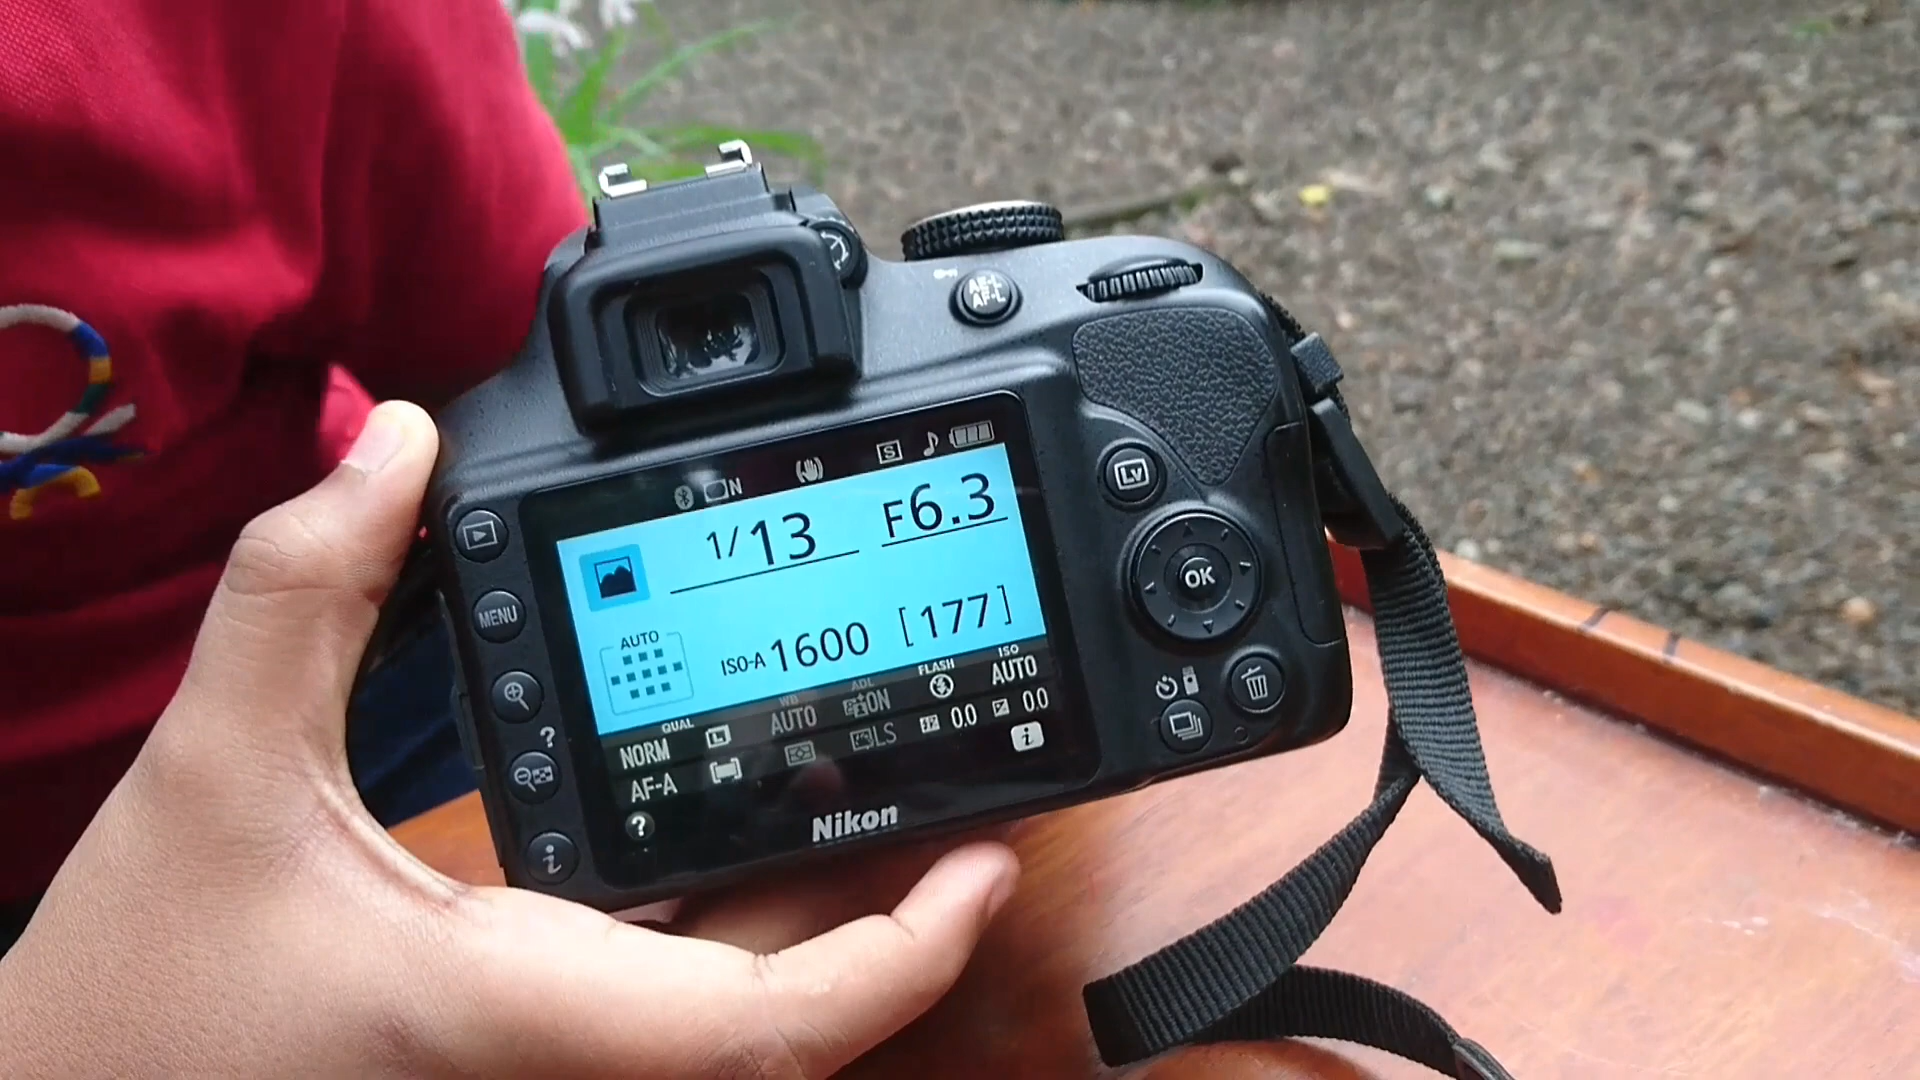 AE-L
AF-L
N
S
1/13
F6.3
AUTO
ISO-A 1600
[177]
QUAL
WB
ADL
FLASH
ISO
NORM
L
AUTO
ON
AUTO
AF-A
LS
0.0
0.0
?
i
Nikon
MENU
?
i
Lv
OK